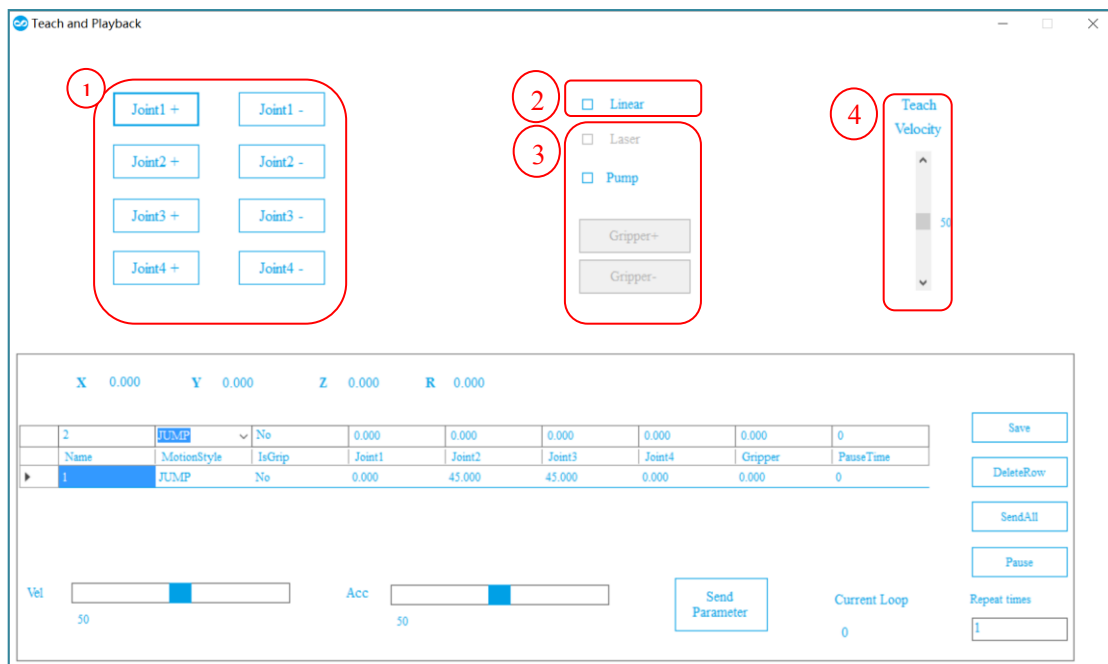 Teach and Playback
1
Joint1 + Joint1 -
Joint2 + Joint2 -
Joint3 + Joint3 -
Joint4 + Joint4 -
2
Linear
3
Laser
Pump
Gripper+
Gripper-
4
Teach
Velocity
50
X 0.000 Y 0.000 Z 0.000 R 0.000
2 JUMP No 0.000 0.000 0.000 0.000 0.000 0
Name MotionStyle IsGrip Joint1 Joint2 Joint3 Joint4 Gripper PauseTime
1 JUMP No 0.000 45.000 45.000 0.000 0.000 0
Save
DeleteRow
SendAll
Pause
Vel
50
Acc
50
Send
Parameter
Current Loop
0
Repeat times
1